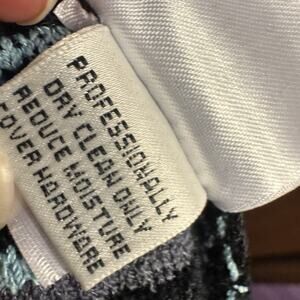 PROFESSIONALLY
DRY CLEAN ONLY
REDUCE MOISTURE
COVER HARDWARE